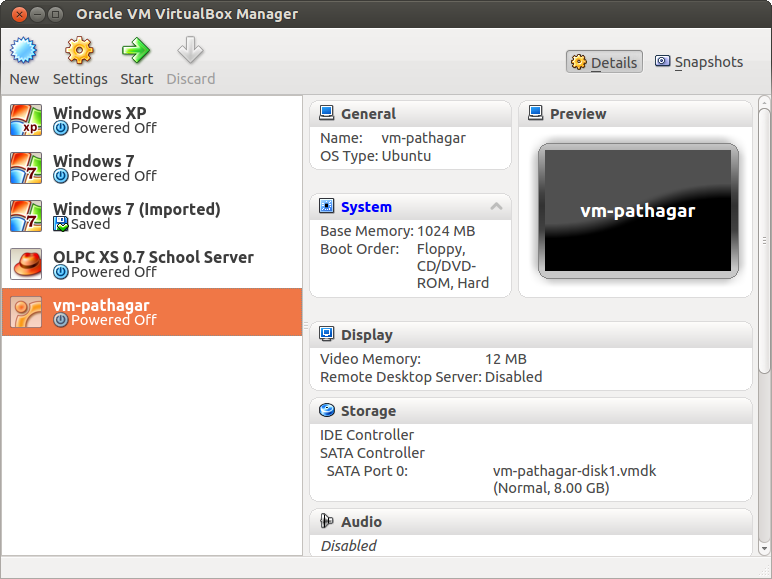 Oracle VM VirtualBox Manager
New Settings Start Discard
Details Snapshots
Windows XP
Powered Off
Windows 7
Powered Off
Windows 7 (Imported)
Saved
OLPC XS 0.7 School Server
Powered Off
vm-pathagar
Powered Off
General
Name: vm-pathagar
OS Type: Ubuntu
System
Base Memory: 1024 MB
Boot Order: Floppy,
CD/DVD-
ROM, Hard
Preview
vm-pathagar
Display
Video Memory: 12 MB
Remote Desktop Server: Disabled
Storage
IDE Controller
SATA Controller
SATA Port 0: vm-pathagar-disk1.vmdk
(Normal, 8.00 GB)
Audio
Disabled